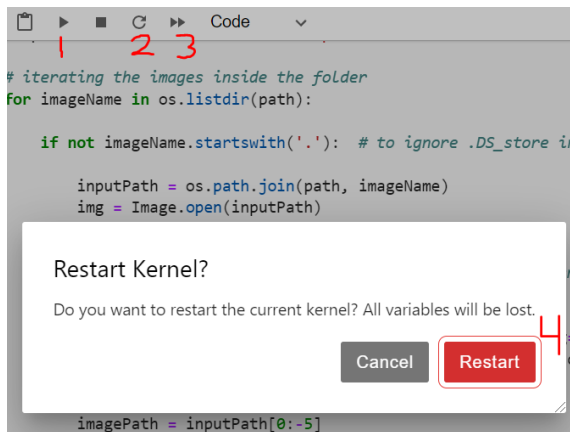 Code
1 2 3
# iterating the images inside the folder
for imageName in os.listdir(path):
if not imageName.startswith('.'): # to ignore .DS_store i
inputPath = os.path.join(path, imageName)
img = Image.open(inputPath)
Restart Kernel?
Do you want to restart the current kernel? All variables will be lost.
4
Cancel Restart
imagePath = inputPath[0:-5]